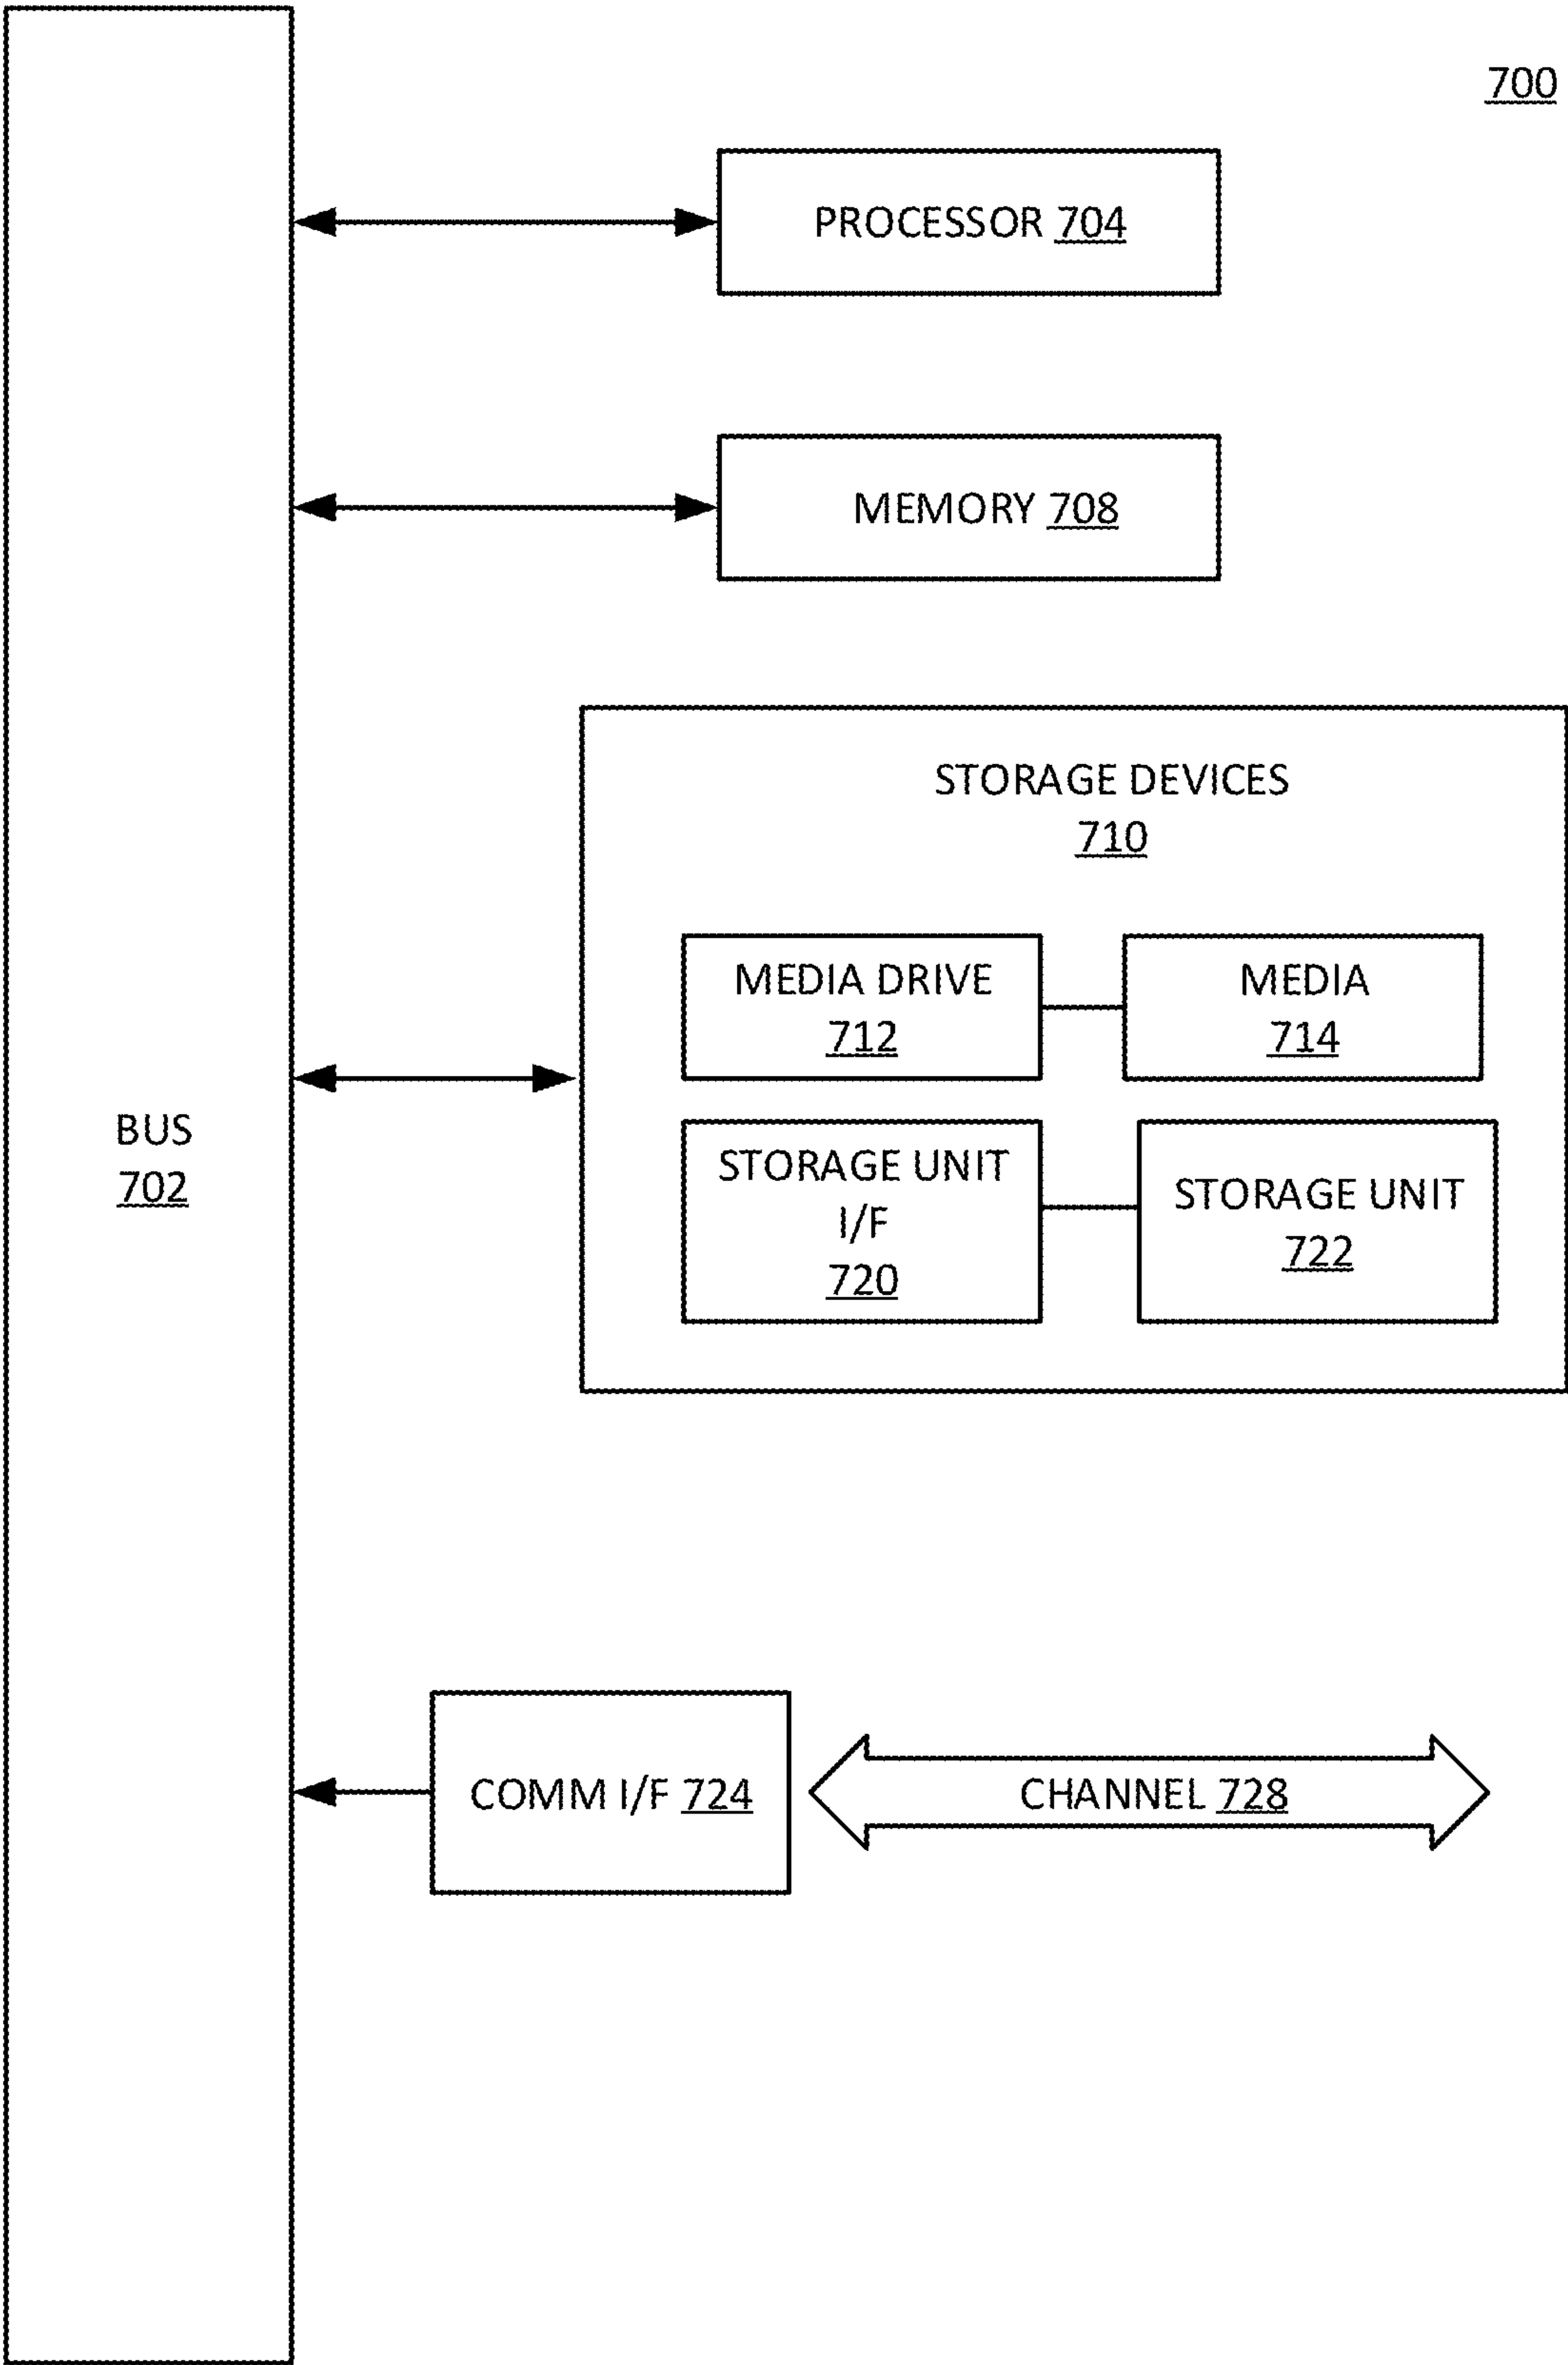 700
PROCESSOR 704
MEMORY 708
STORAGE DEVICES
710
MEDIA DRIVE
712
MEDIA
714
BUS
702
STORAGE UNIT
I/F
720
STORAGE UNIT
722
COMM I/F 724
CHANNEL 728